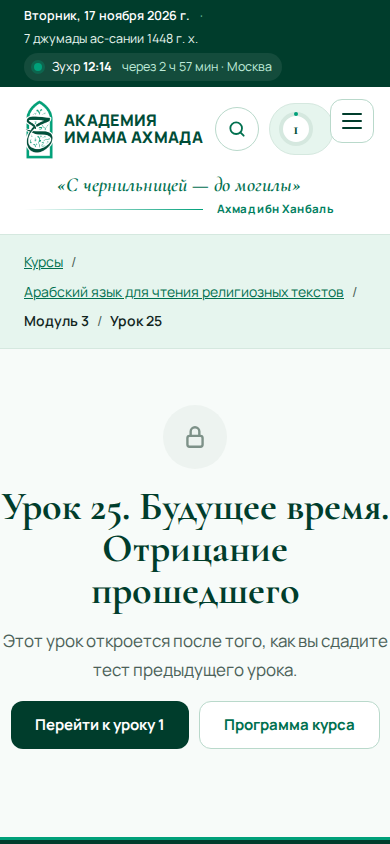 Вторник, 17 ноября 2026 г. ·
7 джумады ас-сании 1448 г. х.
Зухр 12:14 через 2 ч 57 мин · Москва
АКАДЕМИЯ
ИМАМА АХМАДА
1
«С чернильницей — до могилы»
Ахмад ибн Ханбаль
Курсы /
Арабский язык для чтения религиозных текстов /
Модуль 3 / Урок 25
Урок 25. Будущее время.
Отрицание
прошедшего
Этот урок откроется после того, как вы сдадите
тест предыдущего урока.
Перейти к уроку 1
Программа курса